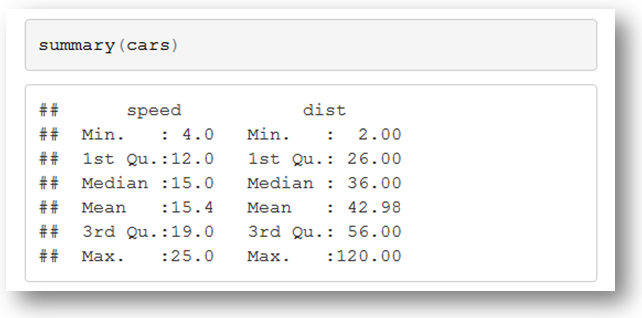 summary(cars)
##      speed           dist
##  Min.   : 4.0   Min.   :  2.00
##  1st Qu.:12.0   1st Qu.: 26.00
##  Median :15.0   Median : 36.00
##  Mean   :15.4   Mean   : 42.98
##  3rd Qu.:19.0   3rd Qu.: 56.00
##  Max.   :25.0   Max.   :120.00